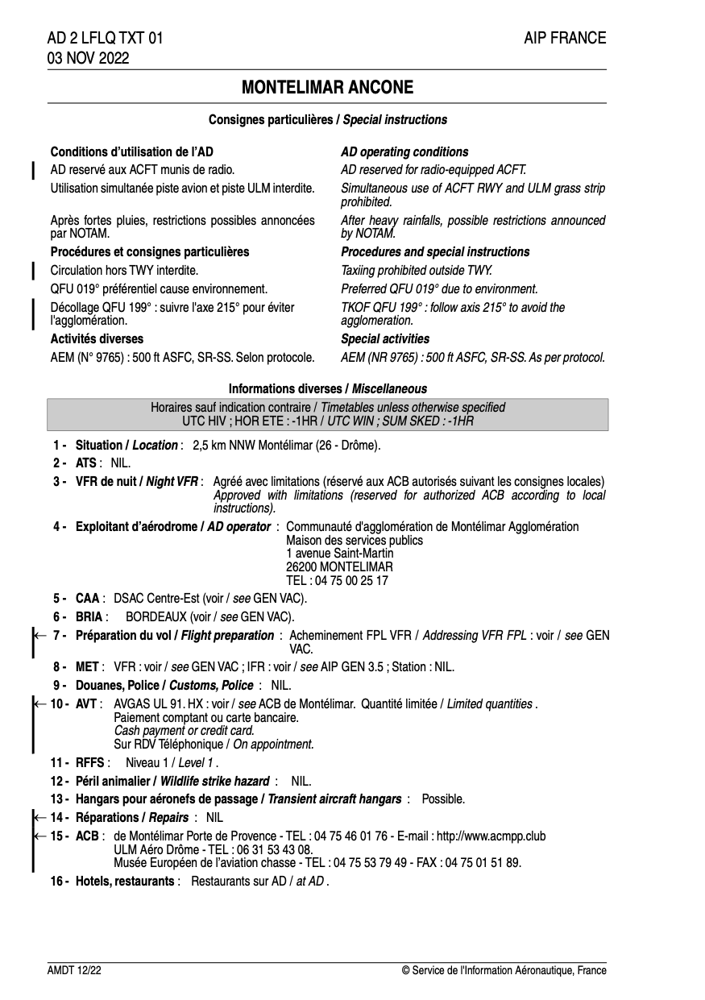 AD 2 LFLQ TXT 01
AIP FRANCE
03 NOV 2022
MONTELIMAR ANCONE
Consignes particulières / Special instructions
Conditions d'utilisation de l'AD
AD operating conditions
AD reservé aux ACFT munis de radio.
AD reserved for radio-equipped ACFT.
Utilisation simultanée piste avion et piste ULM interdite.
Simultaneous use of ACFT RWY and ULM grass strip
prohibited.
Après fortes pluies, restrictions possibles annoncées
par NOTAM.
After heavy rainfalls, possible restrictions announced
by NOTAM.
Procédures et consignes particulières
Procedures and special instructions
Circulation hors TWY interdite.
Taxiing prohibited outside TWY.
QFU 019° préférentiel cause environnement.
Preferred QFU 019° due to environment.
Décollage QFU 199° : suivre l'axe 215° pour éviter
l'agglomération.
TKOF QFU 199° : follow axis 215° to avoid the
agglomeration.
Activités diverses
Special activities
AEM (N° 9765) : 500 ft ASFC, SR-SS. Selon protocole.
AEM (NR 9765) : 500 ft ASFC, SR-SS. As per protocol.
Informations diverses / Miscellaneous
Horaires sauf indication contraire / Timetables unless otherwise specified
UTC HIV ; HOR ETE : -1HR / UTC WIN ; SUM SKED : -1HR
1 - Situation / Location : 2,5 km NNW Montélimar (26 - Drôme).
2 - ATS : NIL.
3 - VFR de nuit / Night VFR : Agréé avec limitations (réservé aux ACB autorisés suivant les consignes locales)
Approved with limitations (reserved for authorized ACB according to local
instructions).
4 - Exploitant d'aérodrome / AD operator : Communauté d'agglomération de Montélimar Agglomération
Maison des services publics
1 avenue Saint-Martin
26200 MONTELIMAR
TEL : 04 75 00 25 17
5 - CAA : DSAC Centre-Est (voir / see GEN VAC).
6 - BRIA : BORDEAUX (voir / see GEN VAC).
← 7 - Préparation du vol / Flight preparation : Acheminement FPL VFR / Addressing VFR FPL : voir / see GEN
VAC.
8 - MET : VFR : voir / see GEN VAC ; IFR : voir / see AIP GEN 3.5 ; Station : NIL.
9 - Douanes, Police / Customs, Police : NIL.
← 10 - AVT : AVGAS UL 91. HX : voir / see ACB de Montélimar. Quantité limitée / Limited quantities .
Paiement comptant ou carte bancaire.
Cash payment or credit card.
Sur RDV Téléphonique / On appointment.
11 - RFFS : Niveau 1 / Level 1 .
12 - Péril animalier / Wildlife strike hazard : NIL.
13 - Hangars pour aéronefs de passage / Transient aircraft hangars : Possible.
← 14 - Réparations / Repairs : NIL
← 15 - ACB : de Montélimar Porte de Provence - TEL : 04 75 46 01 76 - E-mail : http://www.acmpp.club
ULM Aéro Drôme - TEL : 06 31 53 43 08.
Musée Européen de l'aviation chasse - TEL : 04 75 53 79 49 - FAX : 04 75 01 51 89.
16 - Hotels, restaurants : Restaurants sur AD / at AD .
AMDT 12/22
© Service de l'Information Aéronautique, France